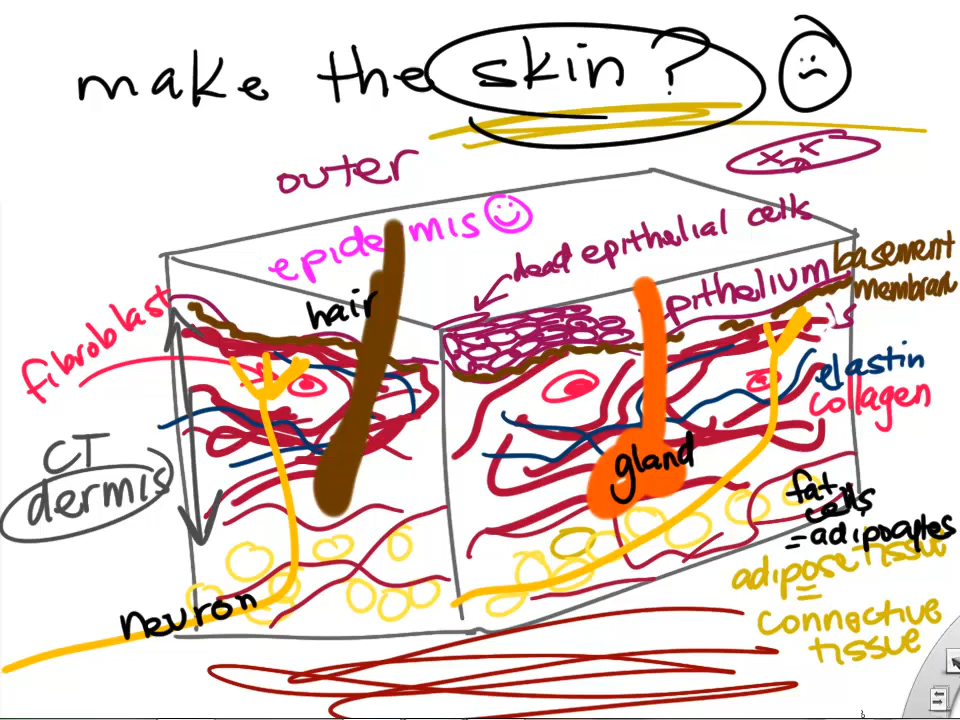 make the skin?
outer
epidermis
dead epithelial cells
hair
epithelium
basement
membrane
fibroblast
elastin
collagen
CT
dermis
gland
fat
cells
= adipocytes
adipose tissue
=
connective
tissue
neuron